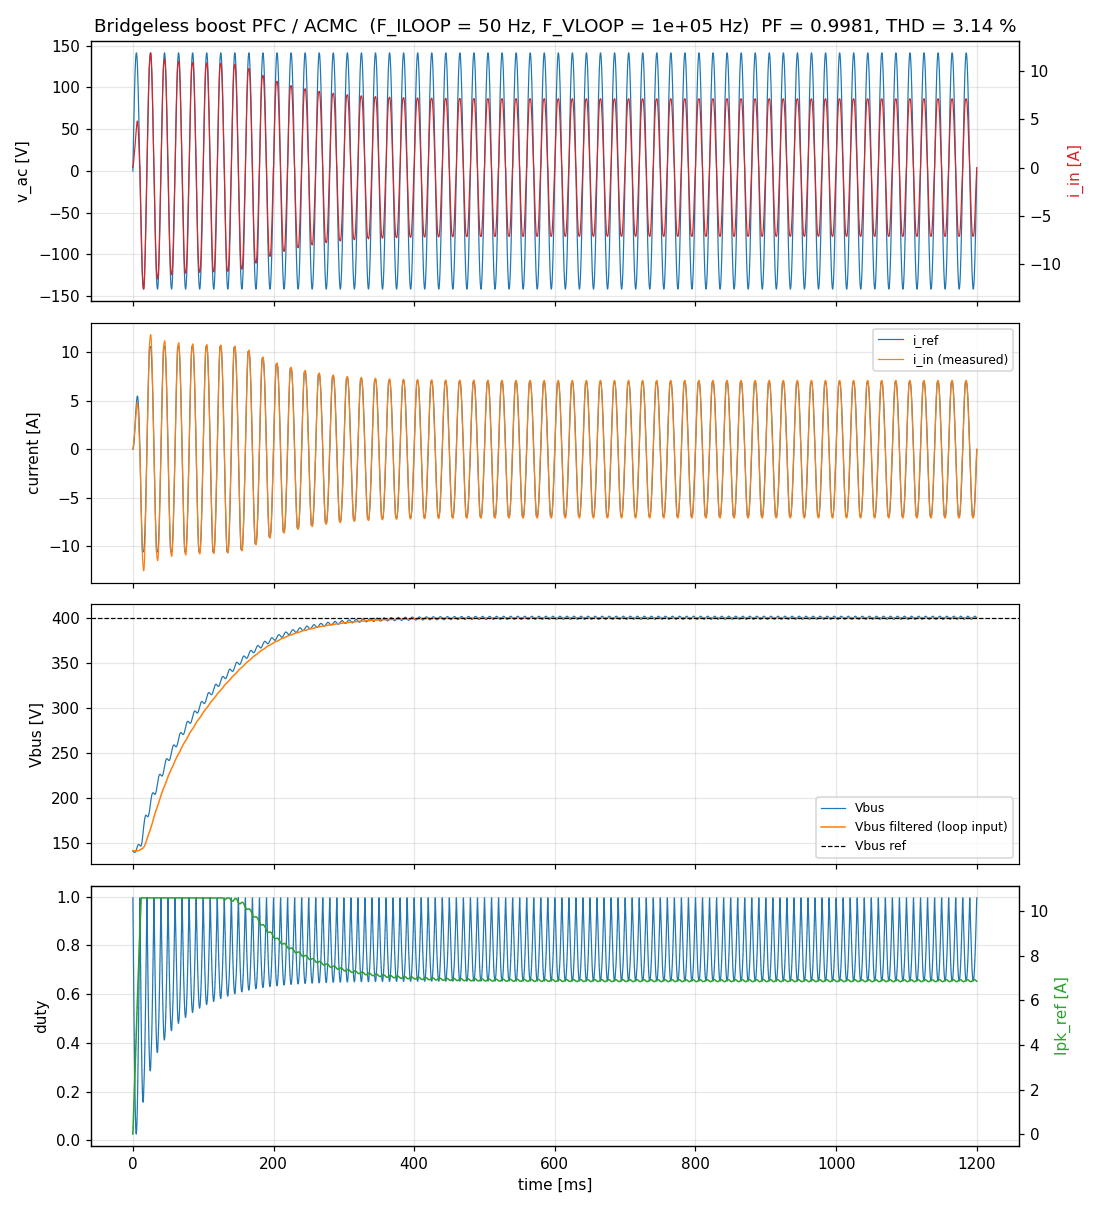 Bridgeless boost PFC / ACMC  (F_ILOOP = 50 Hz, F_VLOOP = 1e+05 Hz)  PF = 0.9981, THD = 3.14 %
v_ac [V]
150
100
50
0
−50
−100
−150
10
5
0
−5
−10
i_in [A]
current [A]
10
5
0
−5
−10
i_ref
i_in (measured)
Vbus [V]
400
350
300
250
200
150
Vbus
Vbus filtered (loop input)
Vbus ref
duty
1.0
0.8
0.6
0.4
0.2
0.0
10
8
6
4
2
0
Ipk_ref [A]
0 200 400 600 800 1000 1200
time [ms]